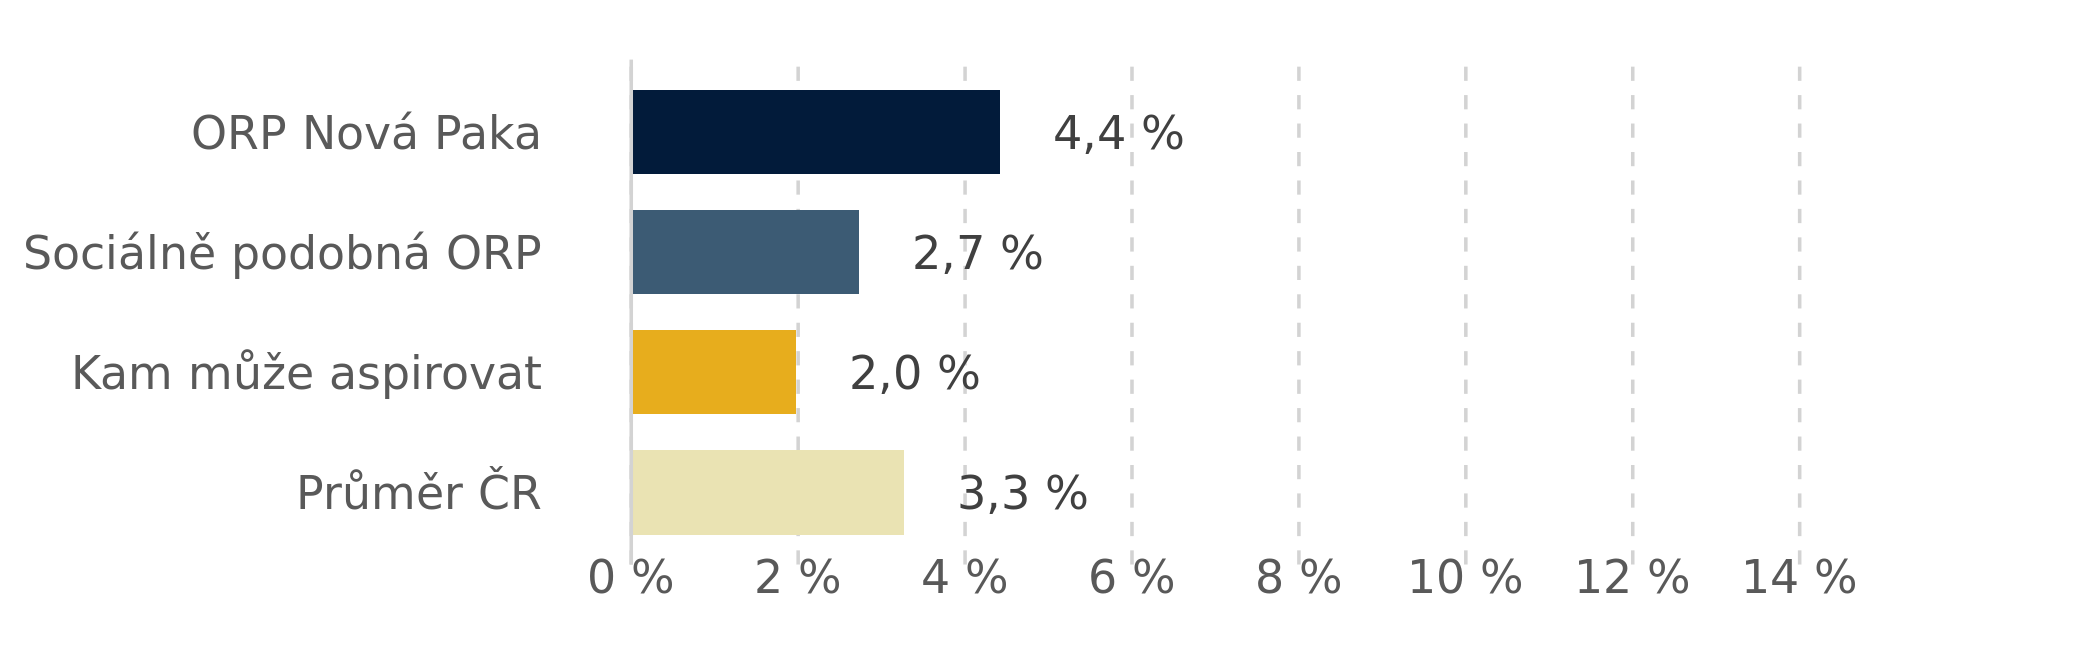 ORP Nová Paka 4,4 %
Sociálně podobná ORP 2,7 %
Kam může aspirovat 2,0 %
Průměr ČR 3,3 %
0 % 2 % 4 % 6 % 8 % 10 % 12 % 14 %